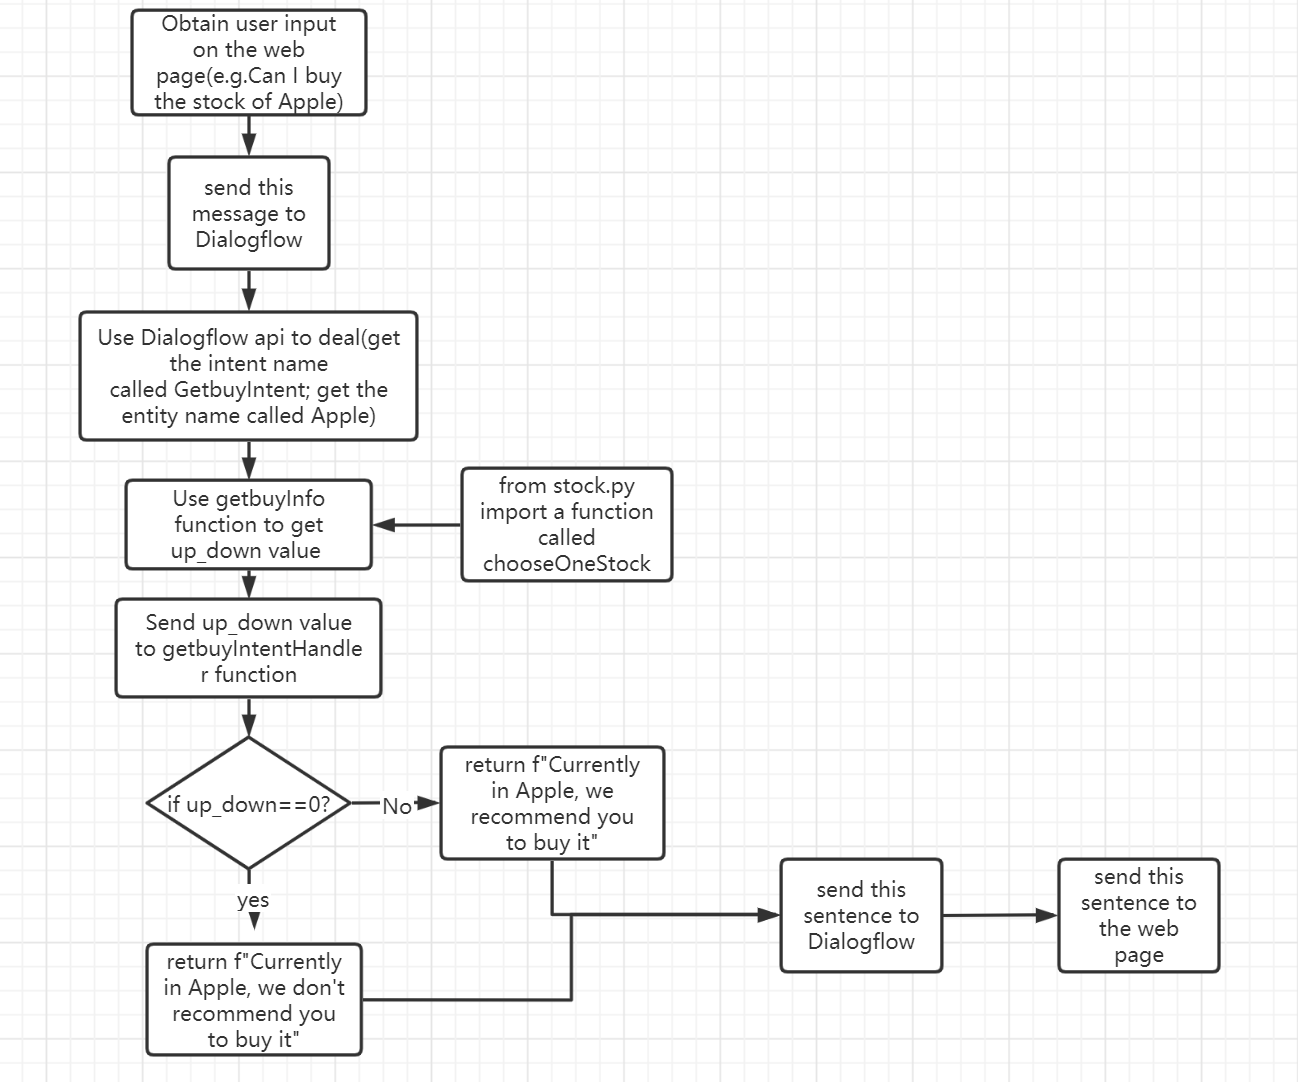 Obtain user input
on the web
page(e.g.Can I buy
the stock of Apple)
send this
message to
Dialogflow
Use Dialogflow api to deal(get
the intent name
called GetbuyIntent; get the
entity name called Apple)
Use getbuyInfo
function to get
up_down value
from stock.py
import a function
called
chooseOneStock
Send up_down value
to getbuyIntentHandle
r function
if up_down==0?
No
return f"Currently
in Apple, we
recommend you
to buy it"
yes
return f"Currently
in Apple, we don't
recommend you
to buy it"
send this
sentence to
Dialogflow
send this
sentence to
the web
page